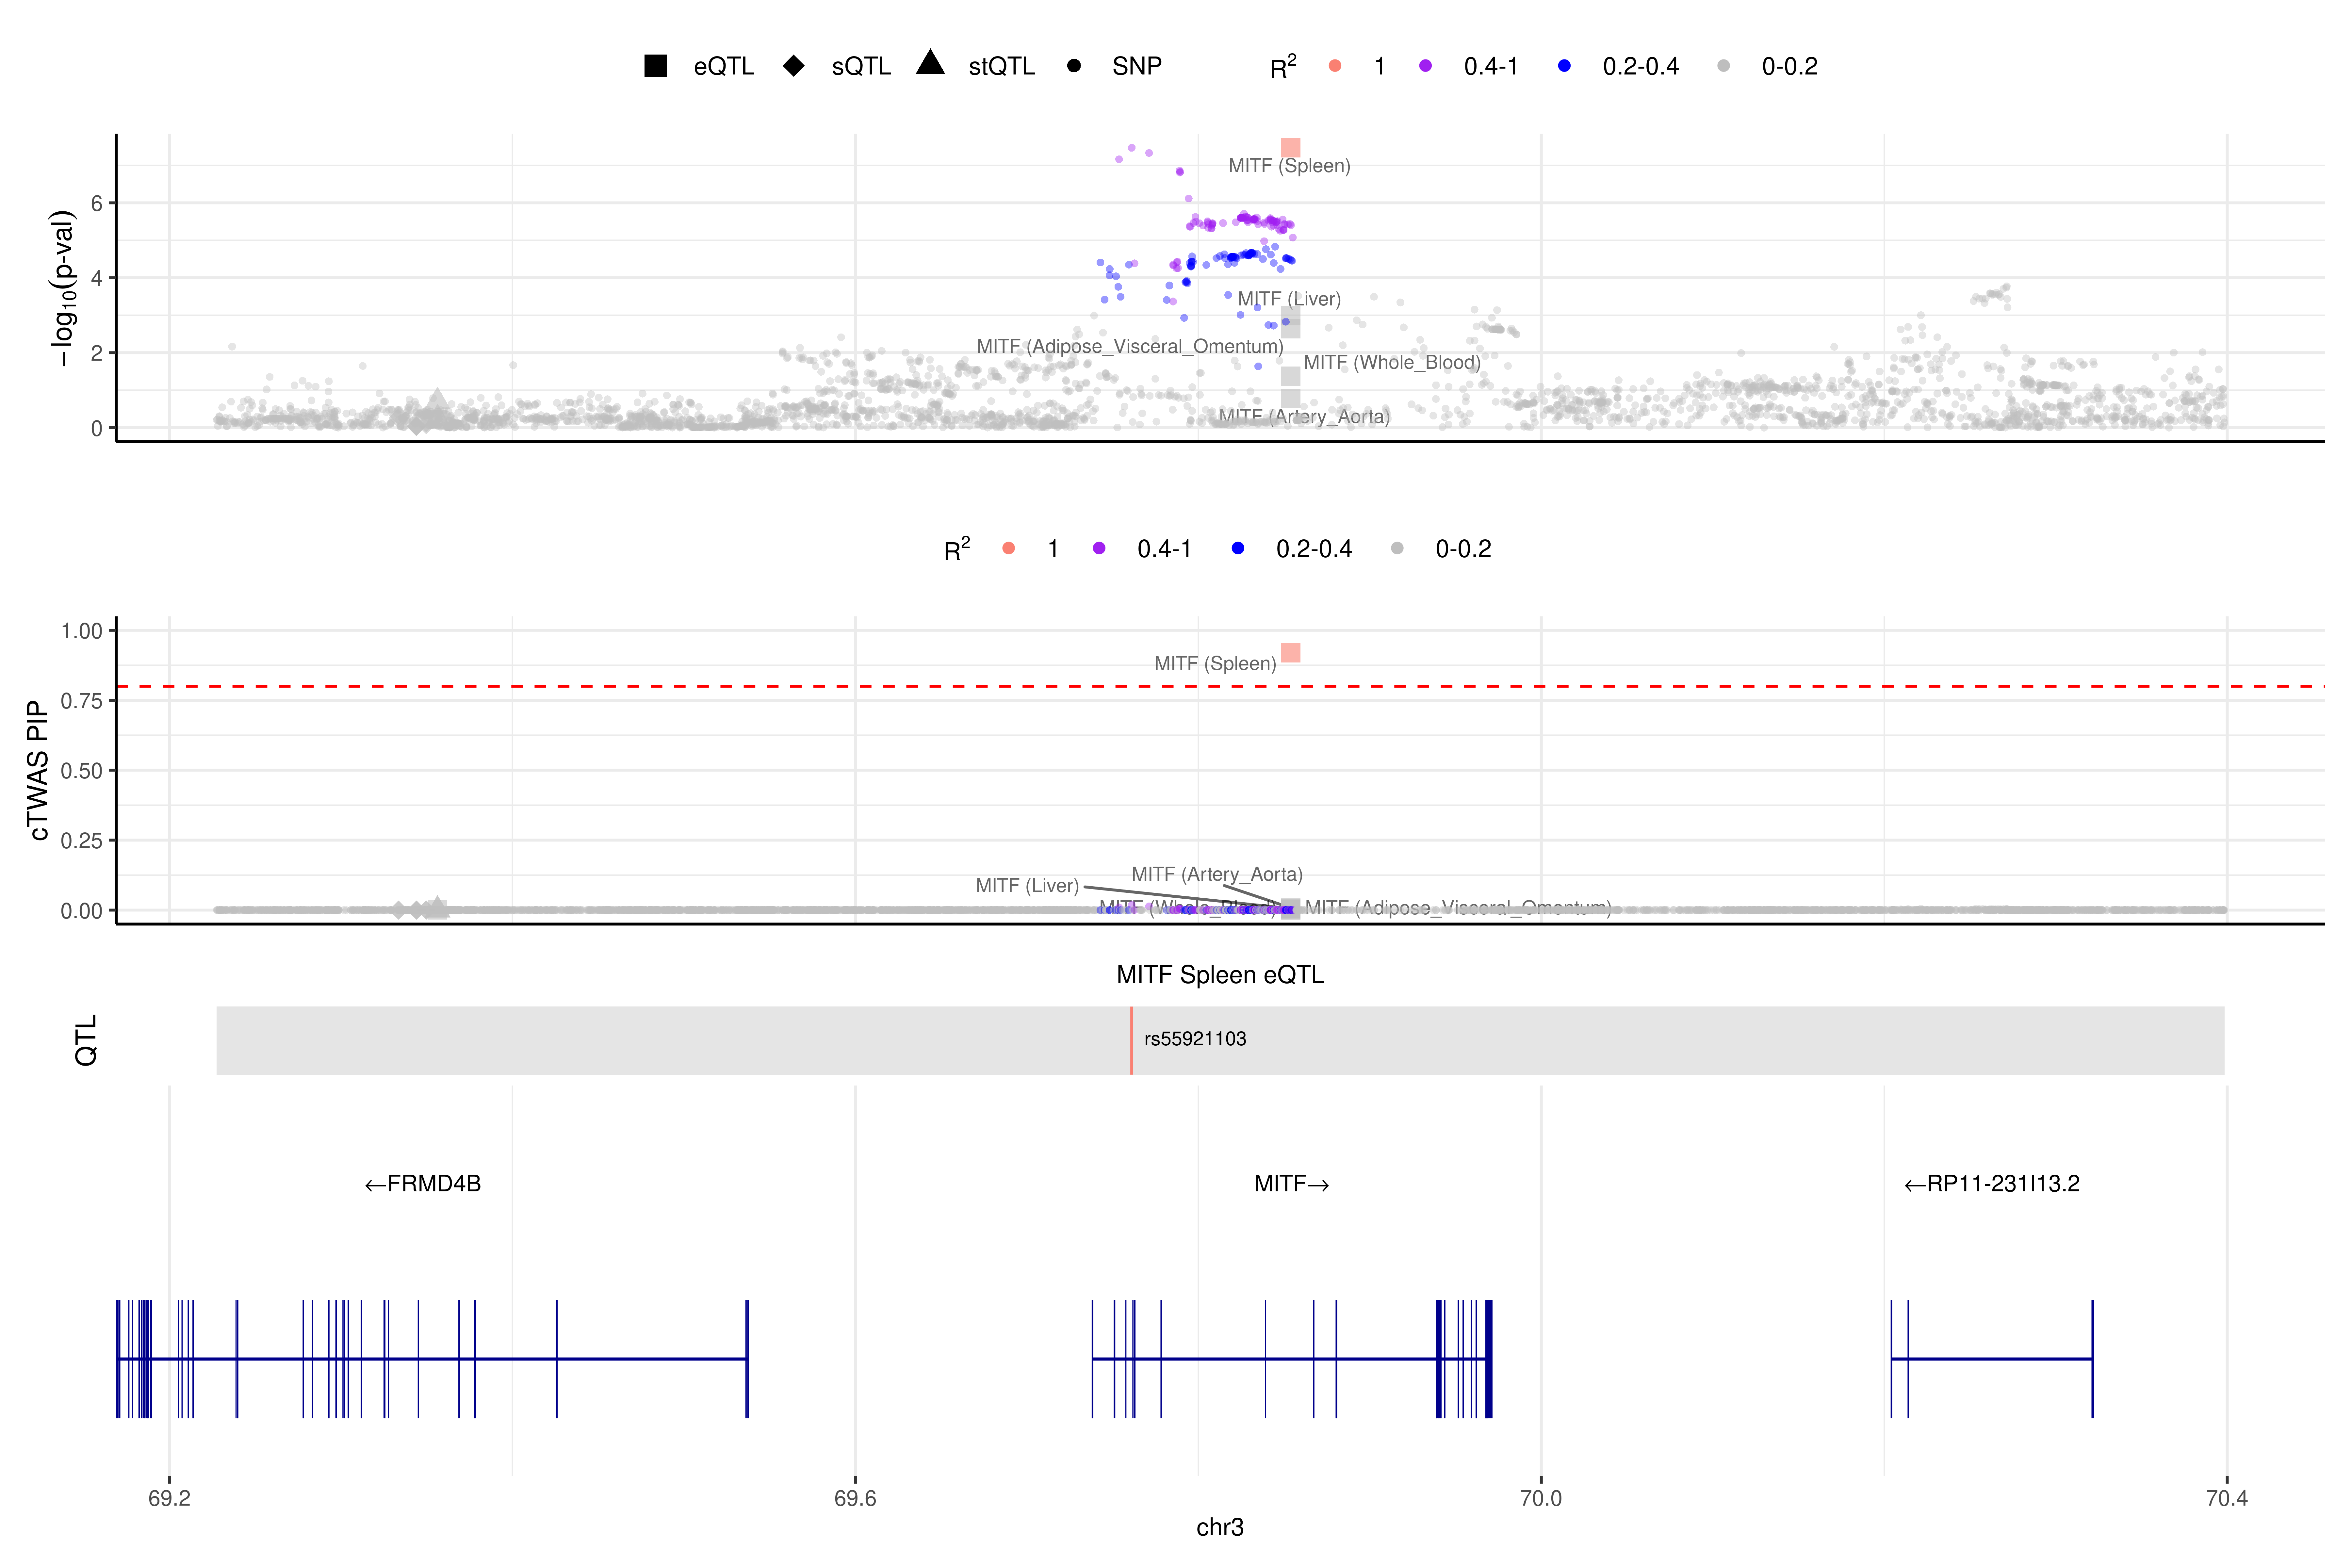 eQTL sQTL stQTL SNP R2 1 0.4-1 0.2-0.4 0-0.2
−log10(p-val)
6
4
2
0
MITF (Spleen)
MITF (Liver)
MITF (Adipose_Visceral_Omentum)
MITF (Whole_Blood)
MITF (Artery_Aorta)
R2 1 0.4-1 0.2-0.4 0-0.2
cTWAS PIP
1.00
0.75
0.50
0.25
0.00
MITF (Spleen)
MITF (Artery_Aorta)
MITF (Liver)
MITF (Whole_Blood)
MITF (Adipose_Visceral_Omentum)
MITF Spleen eQTL
QTL
rs55921103
←FRMD4B MITF→ ←RP11-231I13.2
69.2 69.6 70.0 70.4
chr3